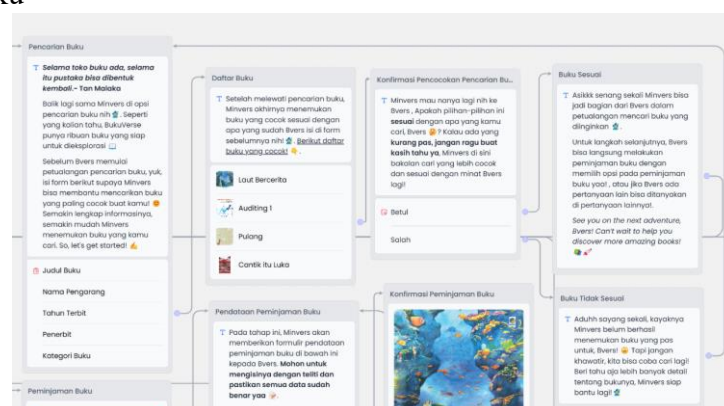 Pencarian Buku
Selama toko buku ada, selama
itu pustaka bisa dibentuk
kembali.- Tan Malaka
Balik lagi sama Minvers di opsi
pencarian buku nih. Seperti
yang kalian tahu, BukuVerse
punya ribuan buku yang siap
untuk dieksplorasi
Sebelum Bvers memulai
petualangan pencarian buku, yuk,
isi form berikut supaya Minvers
bisa membantu mencarikan buku
yang paling cocok buat kamu!
Semakin lengkap informasinya,
semakin mudah Minvers
menemukan buku yang kamu
cari. So, let's get started!
Judul Buku
Nama Pengarang
Tahun Terbit
Penerbit
Kategori Buku
Peminjaman Buku
Daftar Buku
Setelah melewati pencarian buku,
Minvers akhirnya menemukan
buku yang cocok sesuai dengan
apa yang sudah Bvers isi di form
sebelumnya nih!. Berikut daftar
buku yang cocok!
Laut Bercerita
Auditing 1
Pulang
Cantik itu Luka
Pendataan Peminjaman Buku
Pada tahap ini, Minvers akan
memberikan formulir pendataan
peminjaman buku di bawah ini
kepada Bvers. Mohon untuk
mengisinya dengan teliti dan
pastikan semua data sudah
benar yaa
Konfirmasi Pencocokan Pencarian Bu...
Minvers mau nanya lagi nih ke
Bvers , Apakah pilihan-pilihan ini
sesuai dengan apa yang kamu
cari, Bvers ? Kalau ada yang
kurang pas, jangan ragu buat
kasih tahu ya, Minvers di sini
bakalan cari yang lebih cocok
dan sesuai dengan minat Bvers
lagi!
Betul
Salah
Konfirmasi Peminjaman Buku
Buku Sesuai
Asikkk senang sekali Minvers bisa
jadi bagian dari Bvers dalam
petualangan mencari buku yang
diinginkan .
Untuk langkah selanjutnya, Bvers
bisa langsung melakukan
peminjaman buku dengan
memilih opsi pada peminjaman
buku yaa! , atau jika Bvers ada
pertanyaan lain bisa ditanyakan
di pertanyaan lainnya!.
See you on the next adventure,
Bvers! Can't wait to help you
discover more amazing books!
Buku Tidak Sesuai
Aduhh sayang sekali, kayaknya
Minvers belum berhasil
menemukan buku yang pas
untuk, Bvers! Tapi jangan
khawatir, kita bisa coba cari lagi!
Beri tahu aja lebih banyak detail
tentang bukunya, Minvers siap
bantu lagi!